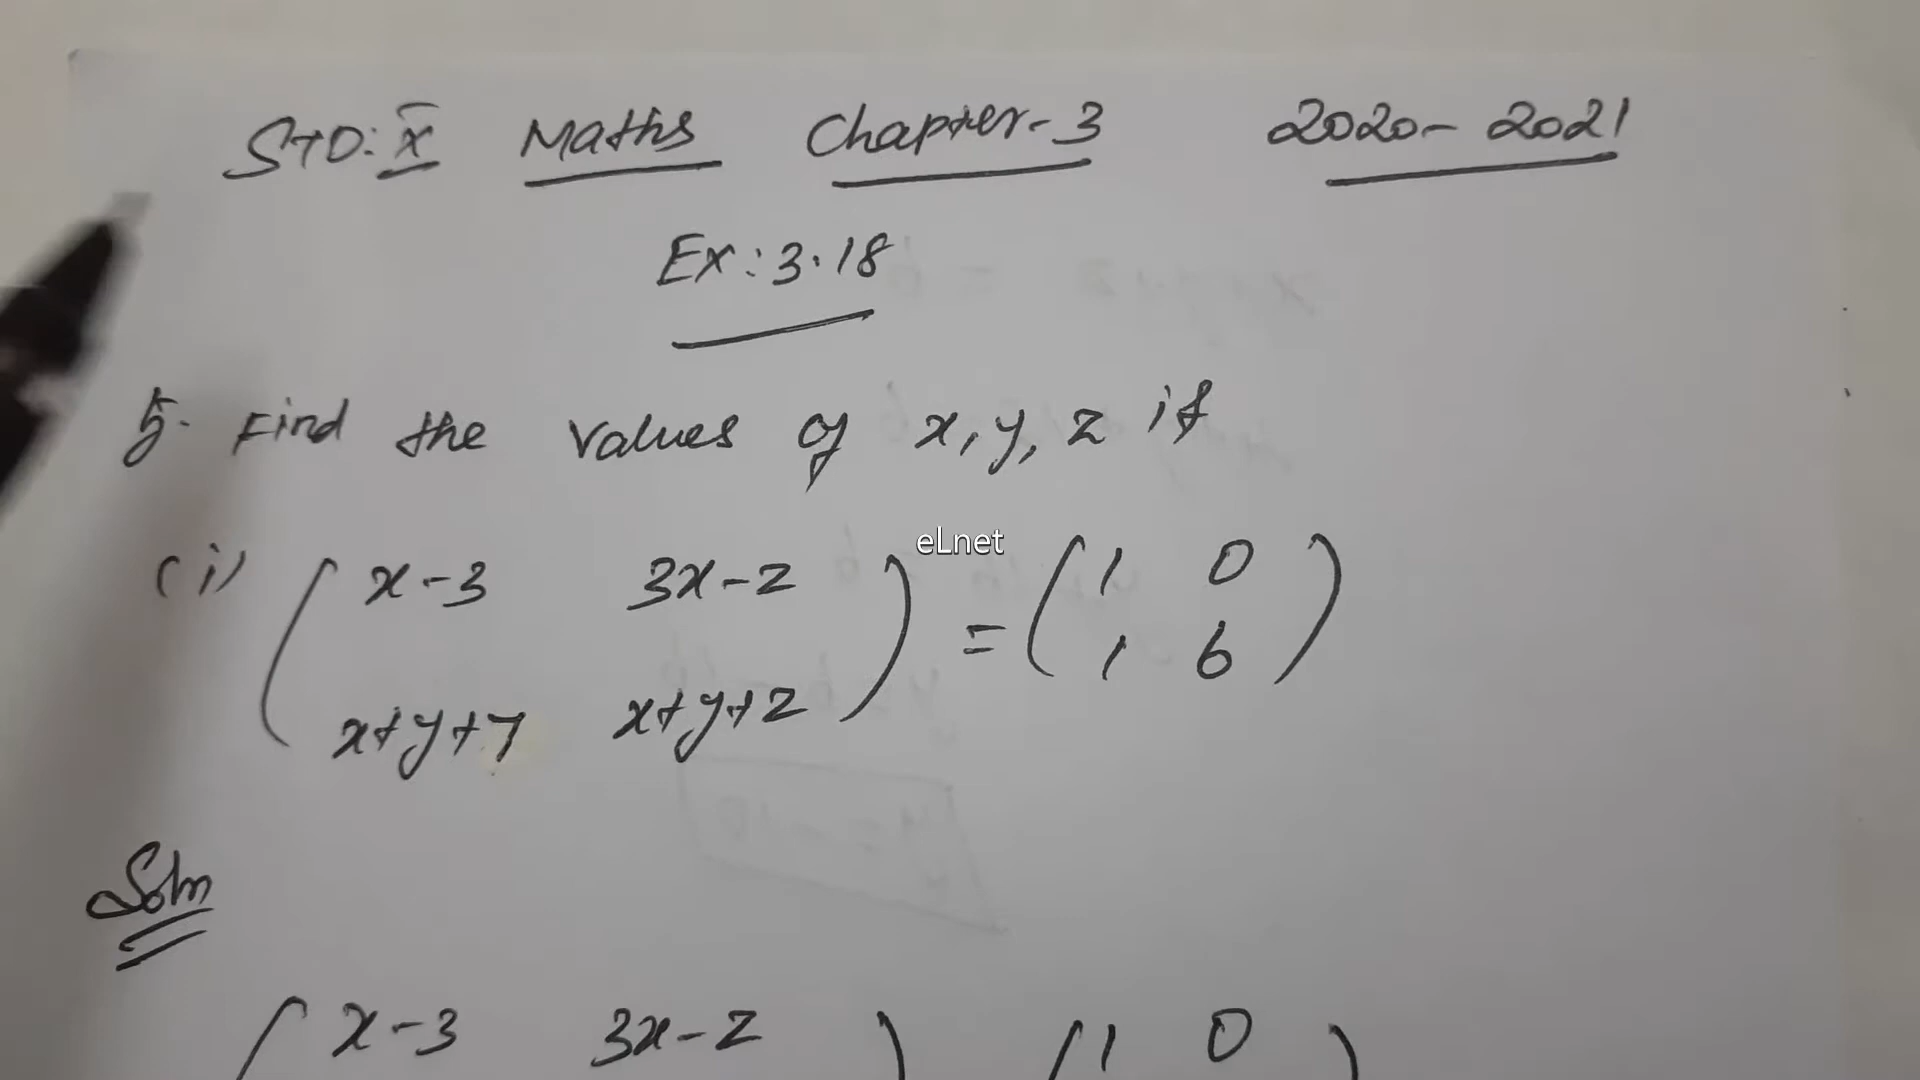 STD: X Maths Chapter-3 2020-2021
Ex: 3.18
5. Find the values of x, y, z if
eLnet
(i) ( x-3 3x-z ) = ( 1 0 )
( x+y+7 x+y+z ) ( 1 6 )
Soln
( x-3 3x-z ) ( 1 0 )